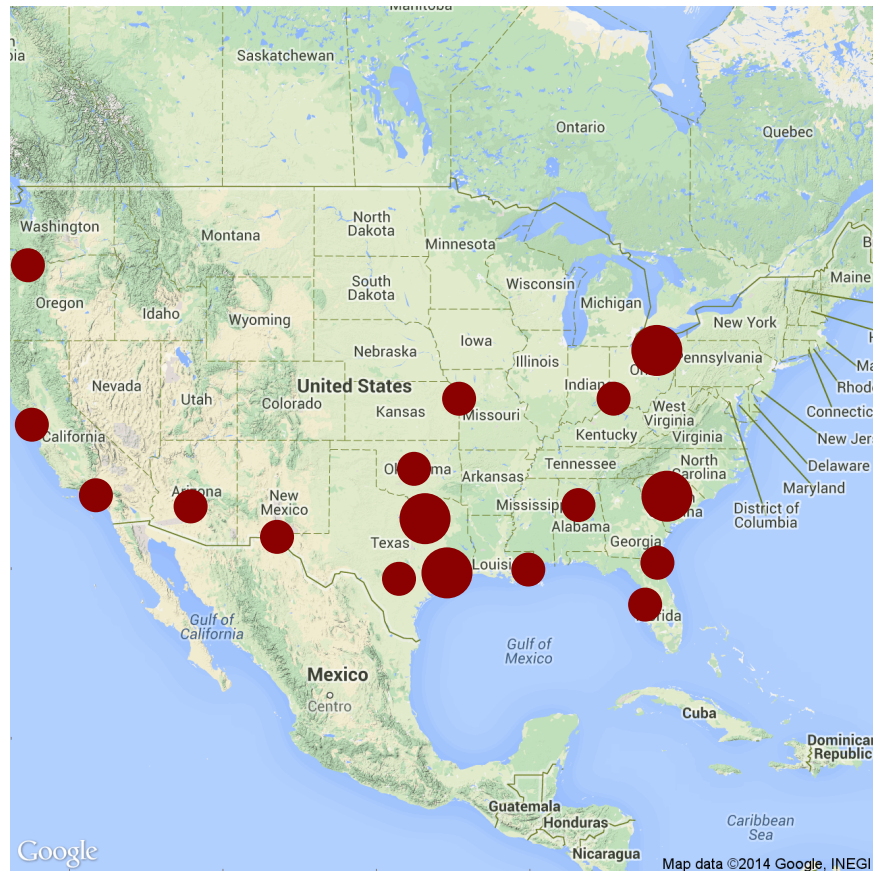 Manitoba
Saskatchewan
Ontario
Quebec
Washington
North
Dakota
Montana
Minnesota
Maine
South
Dakota
Wisconsin
Michigan
Oregon
Idaho
Wyoming
New York
Iowa
Nebraska
Illinois
Pennsylvania
United States
Nevada
Utah
Colorado
Kansas
Missouri
Indiana
West
Virginia
Connectic
Rhode
Kentucky
Virginia
New Jer
California
Delaware
Maryland
Oklahoma
Arkansas
Tennessee
North
Carolina
Arizona
New
Mexico
Mississippi
Alabama
District of
Columbia
Texas
Georgia
Louisi
Florida
Gulf of
California
Gulf of
Mexico
Mexico
Centro
Cuba
Dominican
Republic
Guatemala
Honduras
Caribbean
Sea
Nicaragua
Google
Map data ©2014 Google, INEGI